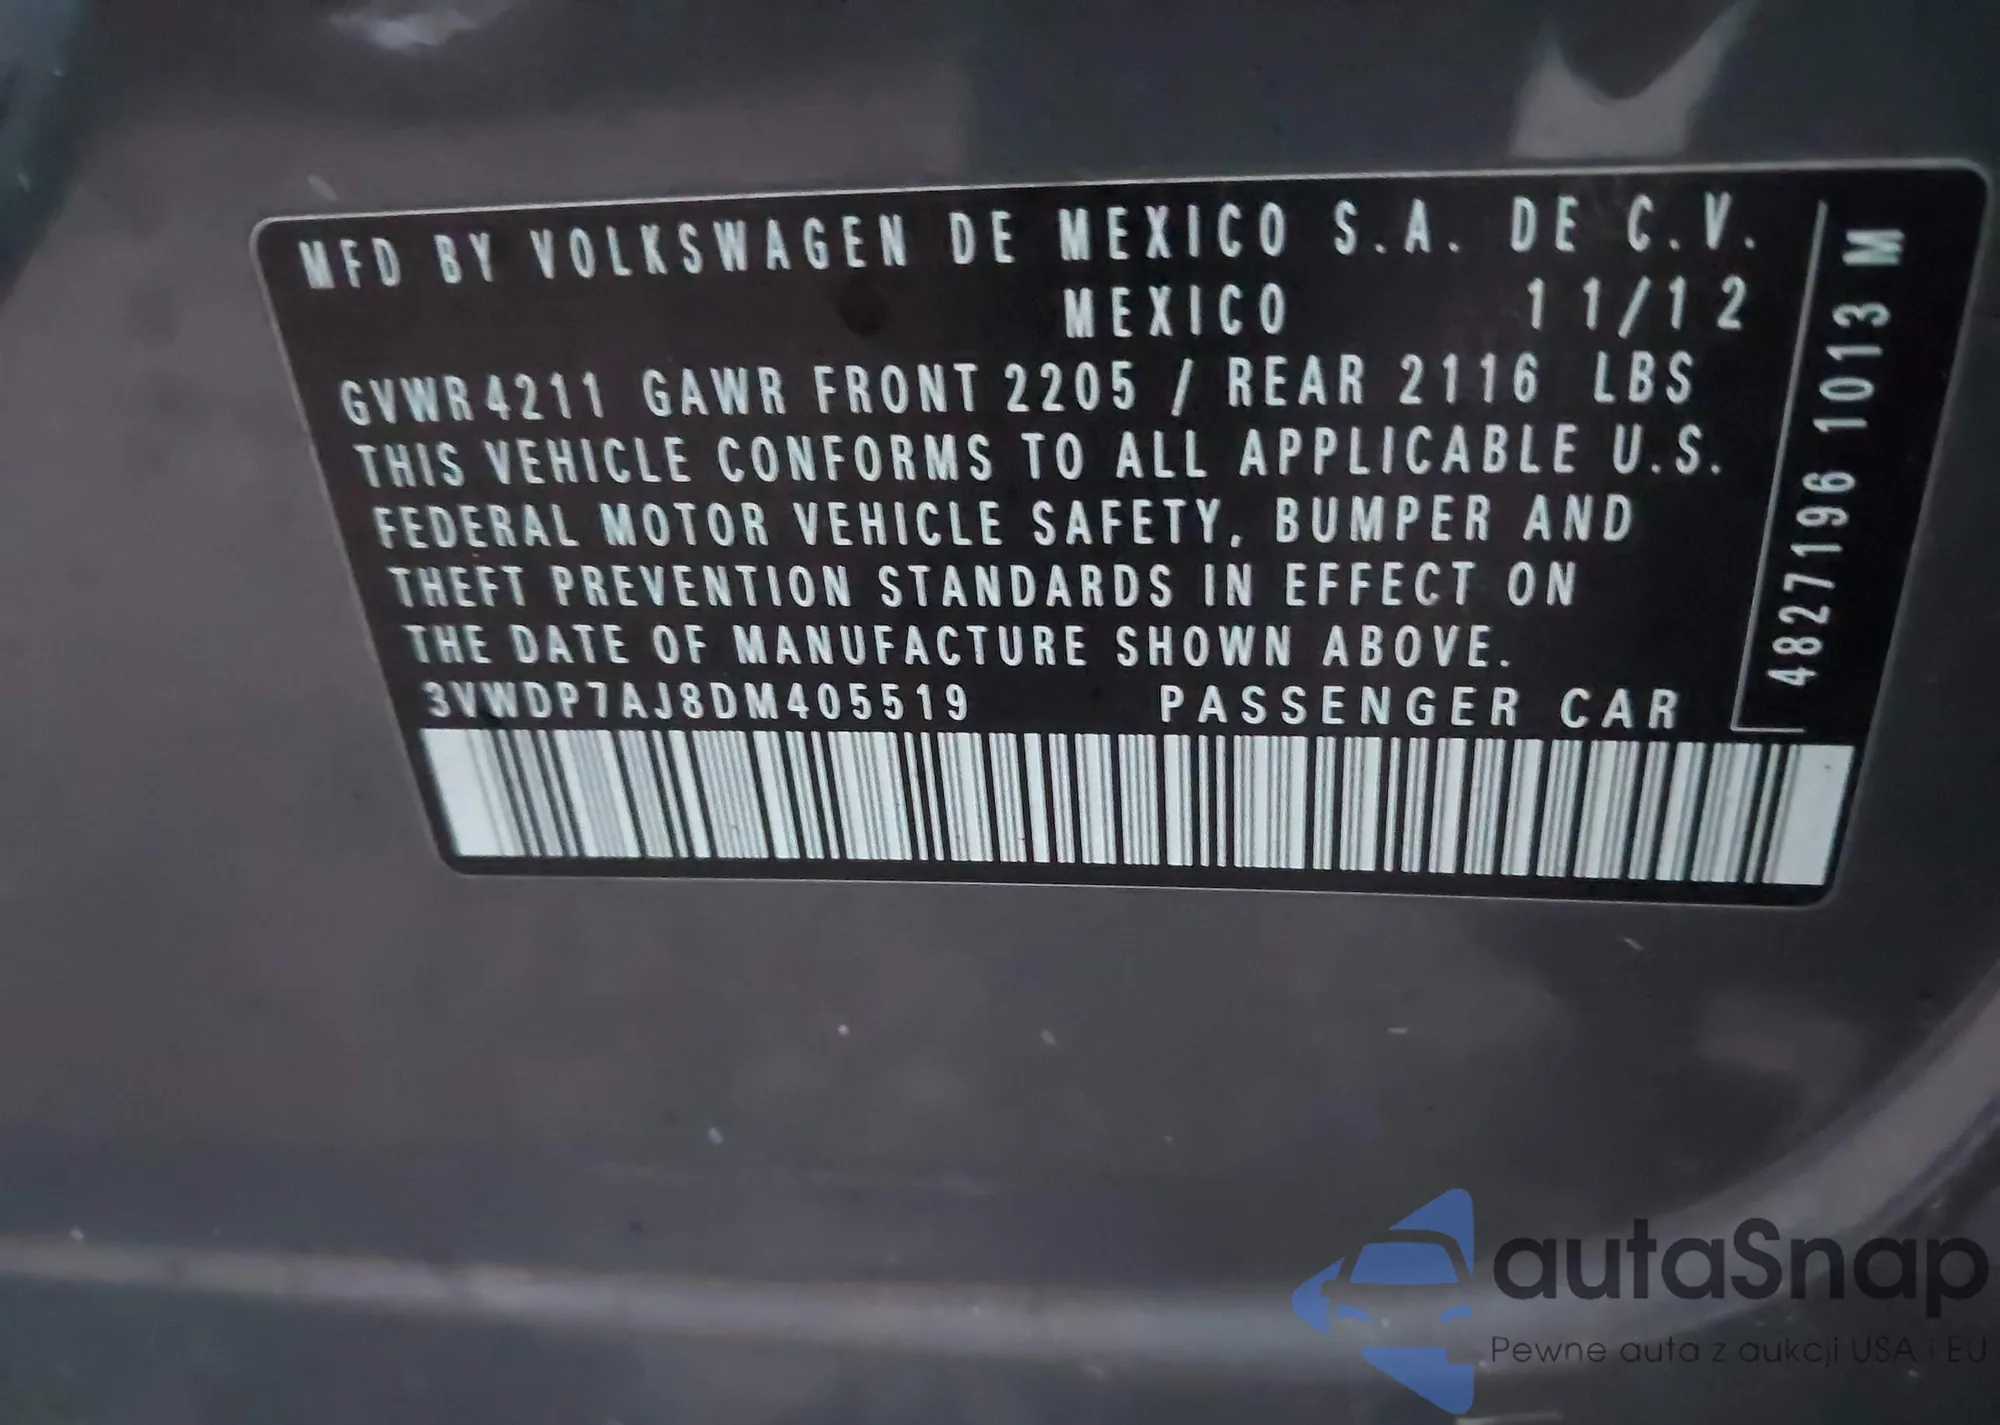 MFD BY VOLKSWAGEN DE MEXICO S.A. DE C.V.
MEXICO 11/12
GVWR 4211 GAWR FRONT 2205 / REAR 2116 LBS
THIS VEHICLE CONFORMS TO ALL APPLICABLE U.S.
FEDERAL MOTOR VEHICLE SAFETY, BUMPER AND
THEFT PREVENTION STANDARDS IN EFFECT ON
THE DATE OF MANUFACTURE SHOWN ABOVE.
3VWDP7AJ8DM405519 PASSENGER CAR
4827196 1013 M
autaSnap
Pewne auta z aukcji USA i EU